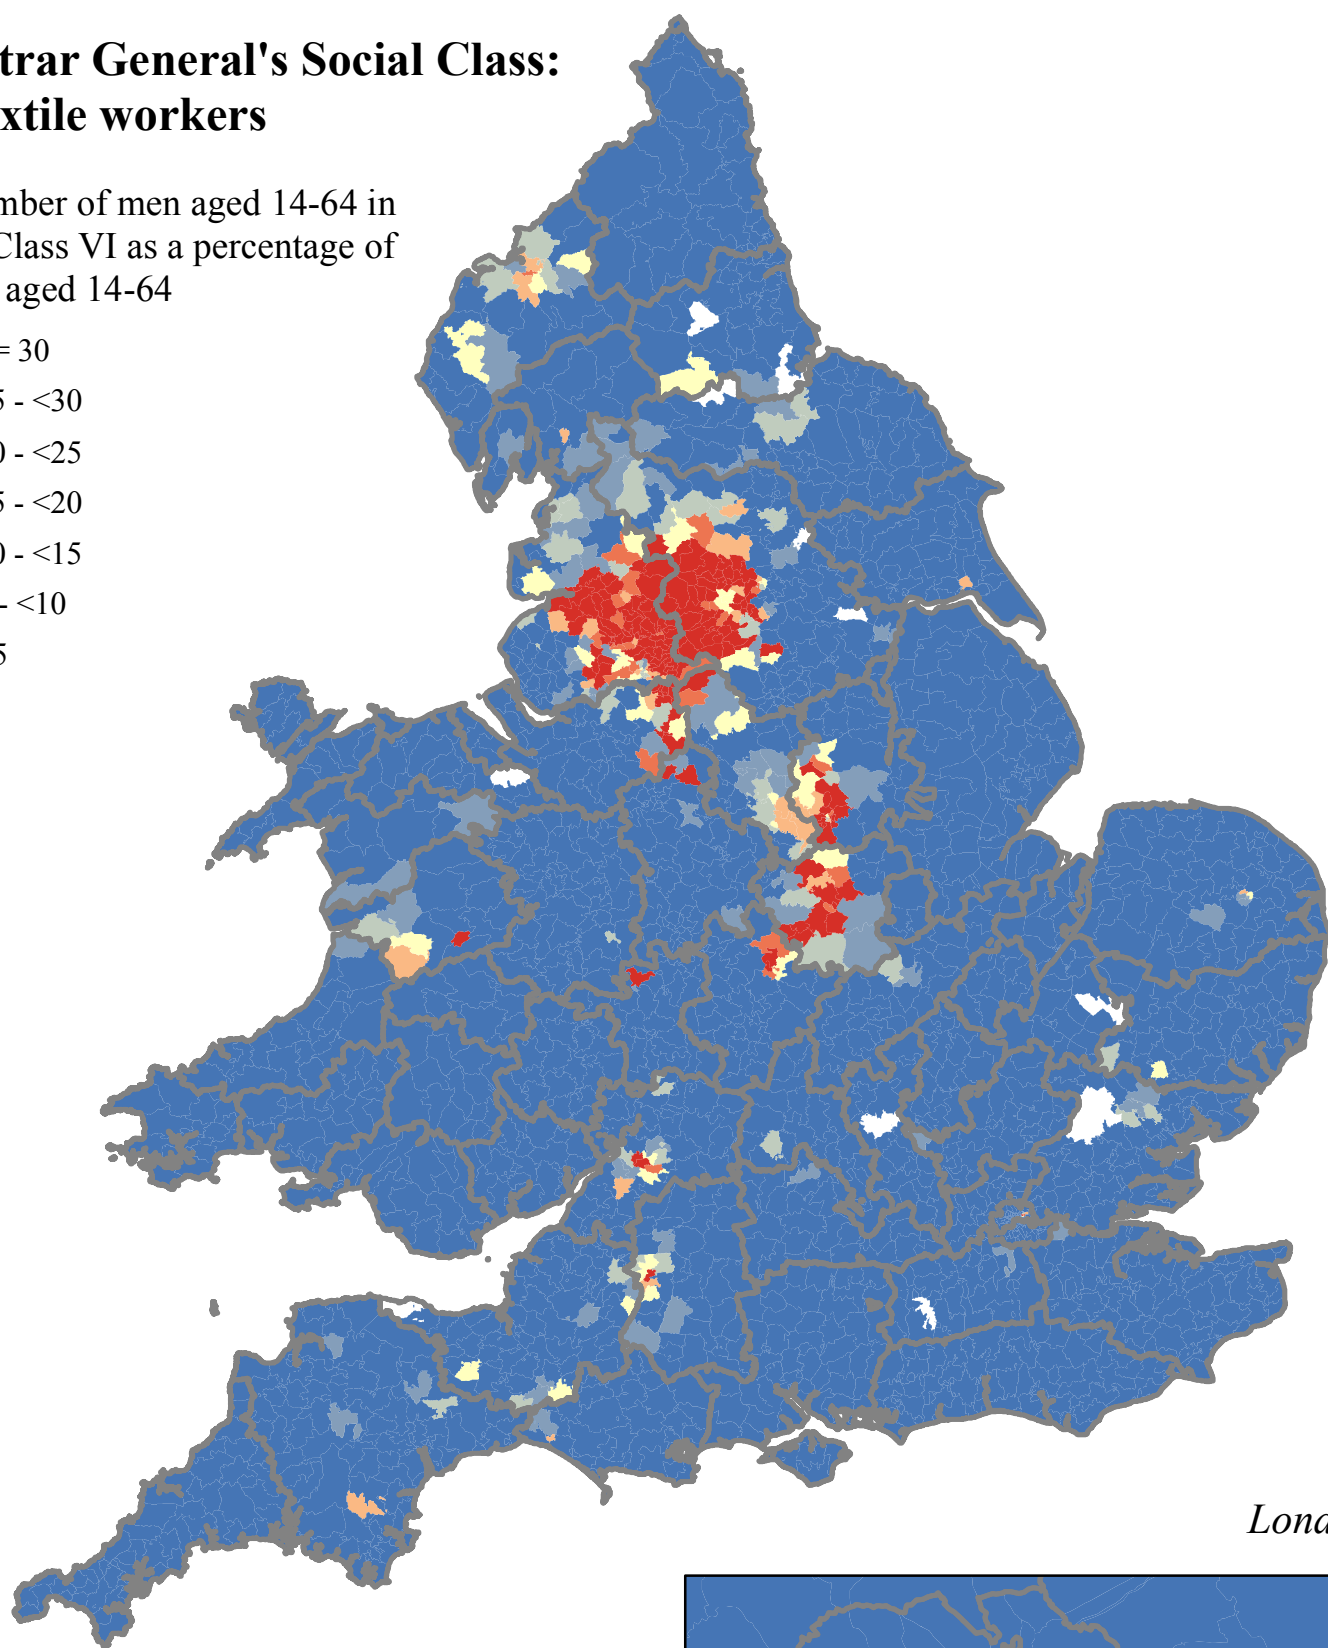 trar General's Social Class:
xtile workers
mber of men aged 14-64 in
Class VI as a percentage of
aged 14-64
= 30
5 - <30
0 - <25
5 - <20
0 - <15
- <10
5
Lond